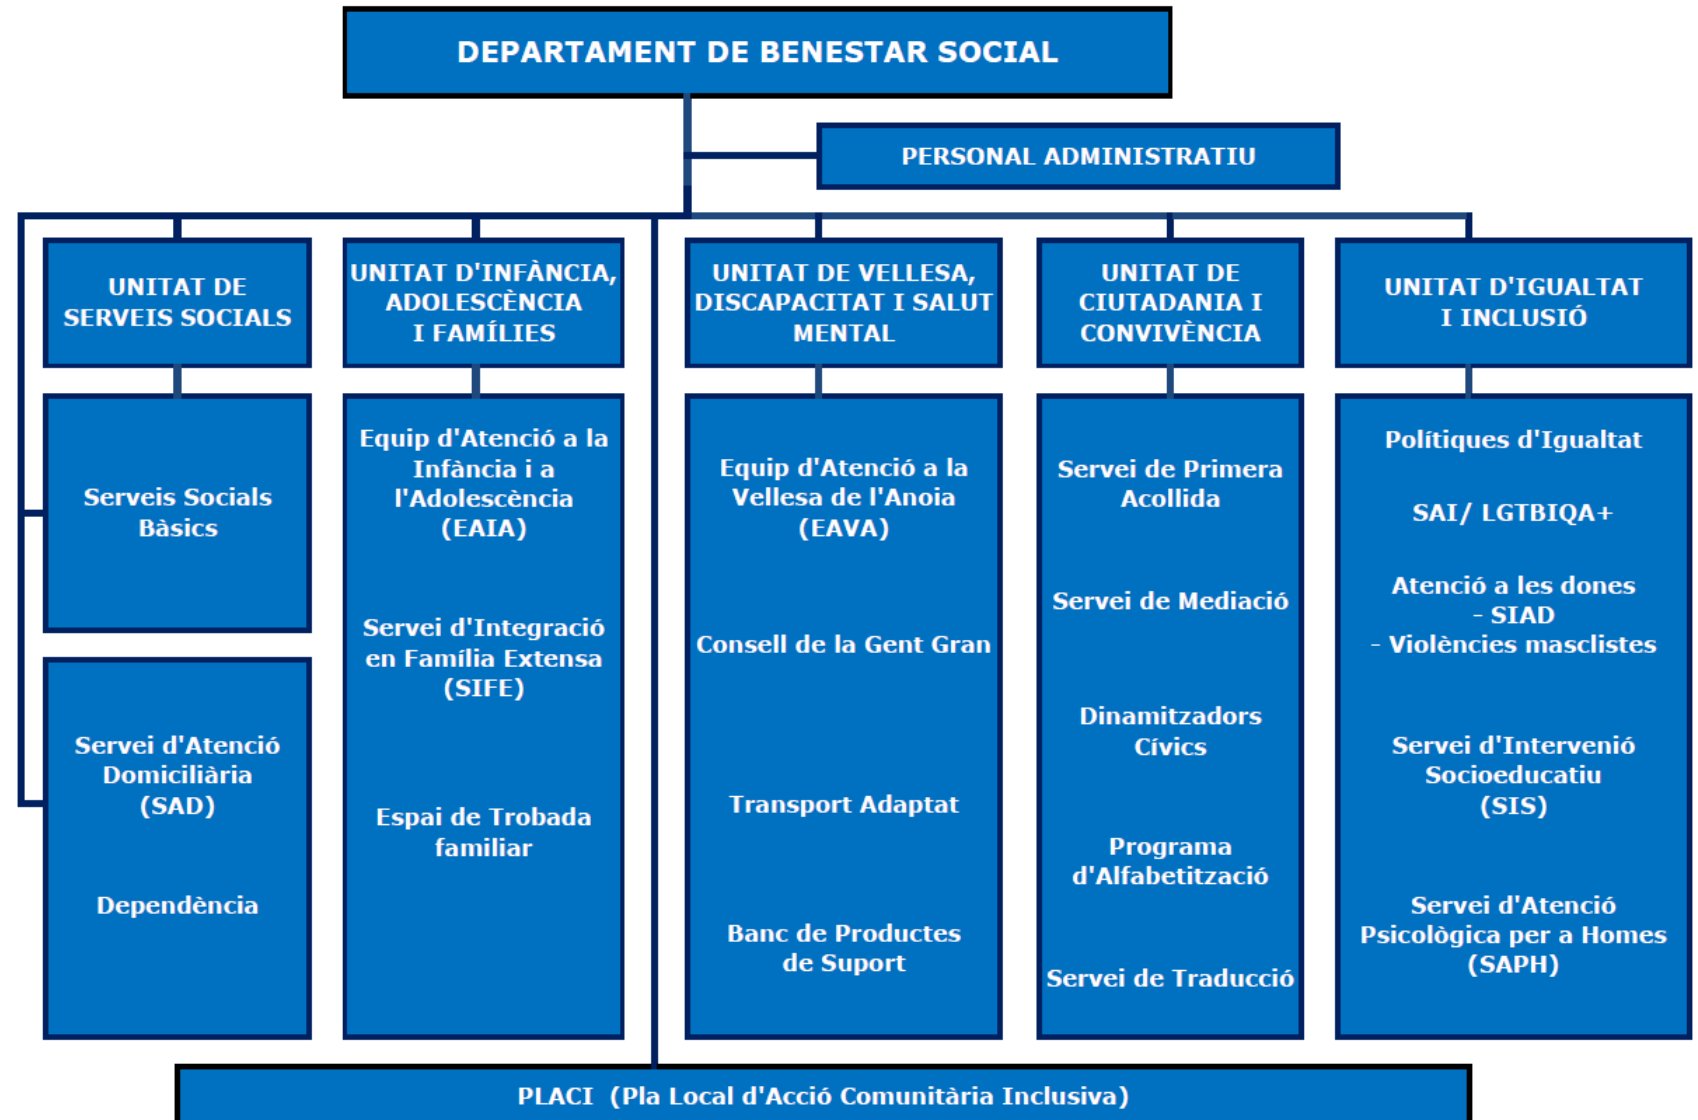 DEPARTAMENT DE BENESTAR SOCIAL
PERSONAL ADMINISTRATIU
UNITAT DE
SERVEIS SOCIALS
UNITAT D'INFÀNCIA,
ADOLESCÈNCIA
I FAMÍLIES
UNITAT DE VELLESA,
DISCAPACITAT I SALUT
MENTAL
UNITAT DE
CIUTADANIA I
CONVIVÈNCIA
UNITAT D'IGUALTAT
I INCLUSIÓ
Serveis Socials
Bàsics
Servei d'Atenció
Domiciliària
(SAD)
Dependència
Equip d'Atenció a la
Infància i a
l'Adolescència
(EAIA)
Servei d'Integració
en Família Extensa
(SIFE)
Espai de Trobada
familiar
Equip d'Atenció a la
Vellesa de l'Anoia
(EAVA)
Consell de la Gent Gran
Transport Adaptat
Banc de Productes
de Suport
Servei de Primera
Acollida
Servei de Mediació
Dinamitzadors
Cívics
Programa
d'Alfabetització
Servei de Traducció
Polítiques d'Igualtat
SAI/ LGTBIQA+
Atenció a les dones
- SIAD
- Violències masclistes
Servei d'Intervenió
Socioeducatiu
(SIS)
Servei d'Atenció
Psicològica per a Homes
(SAPH)
PLACI (Pla Local d'Acció Comunitària Inclusiva)